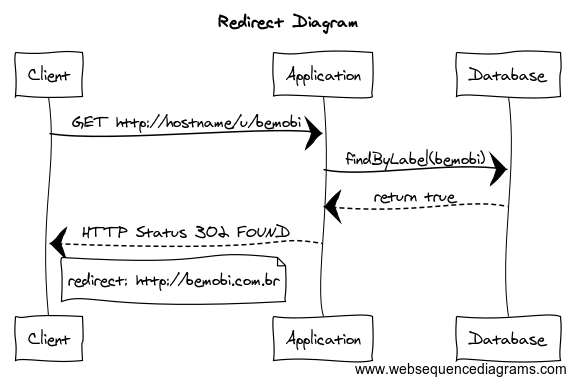 Redirect Diagram
Client
Application
Database
GET http://hostname/u/bemobi
findByLabel(bemobi)
return true
HTTP Status 302 FOUND
redirect: http://bemobi.com.br
Client
Application
Database
www.websequencediagrams.com